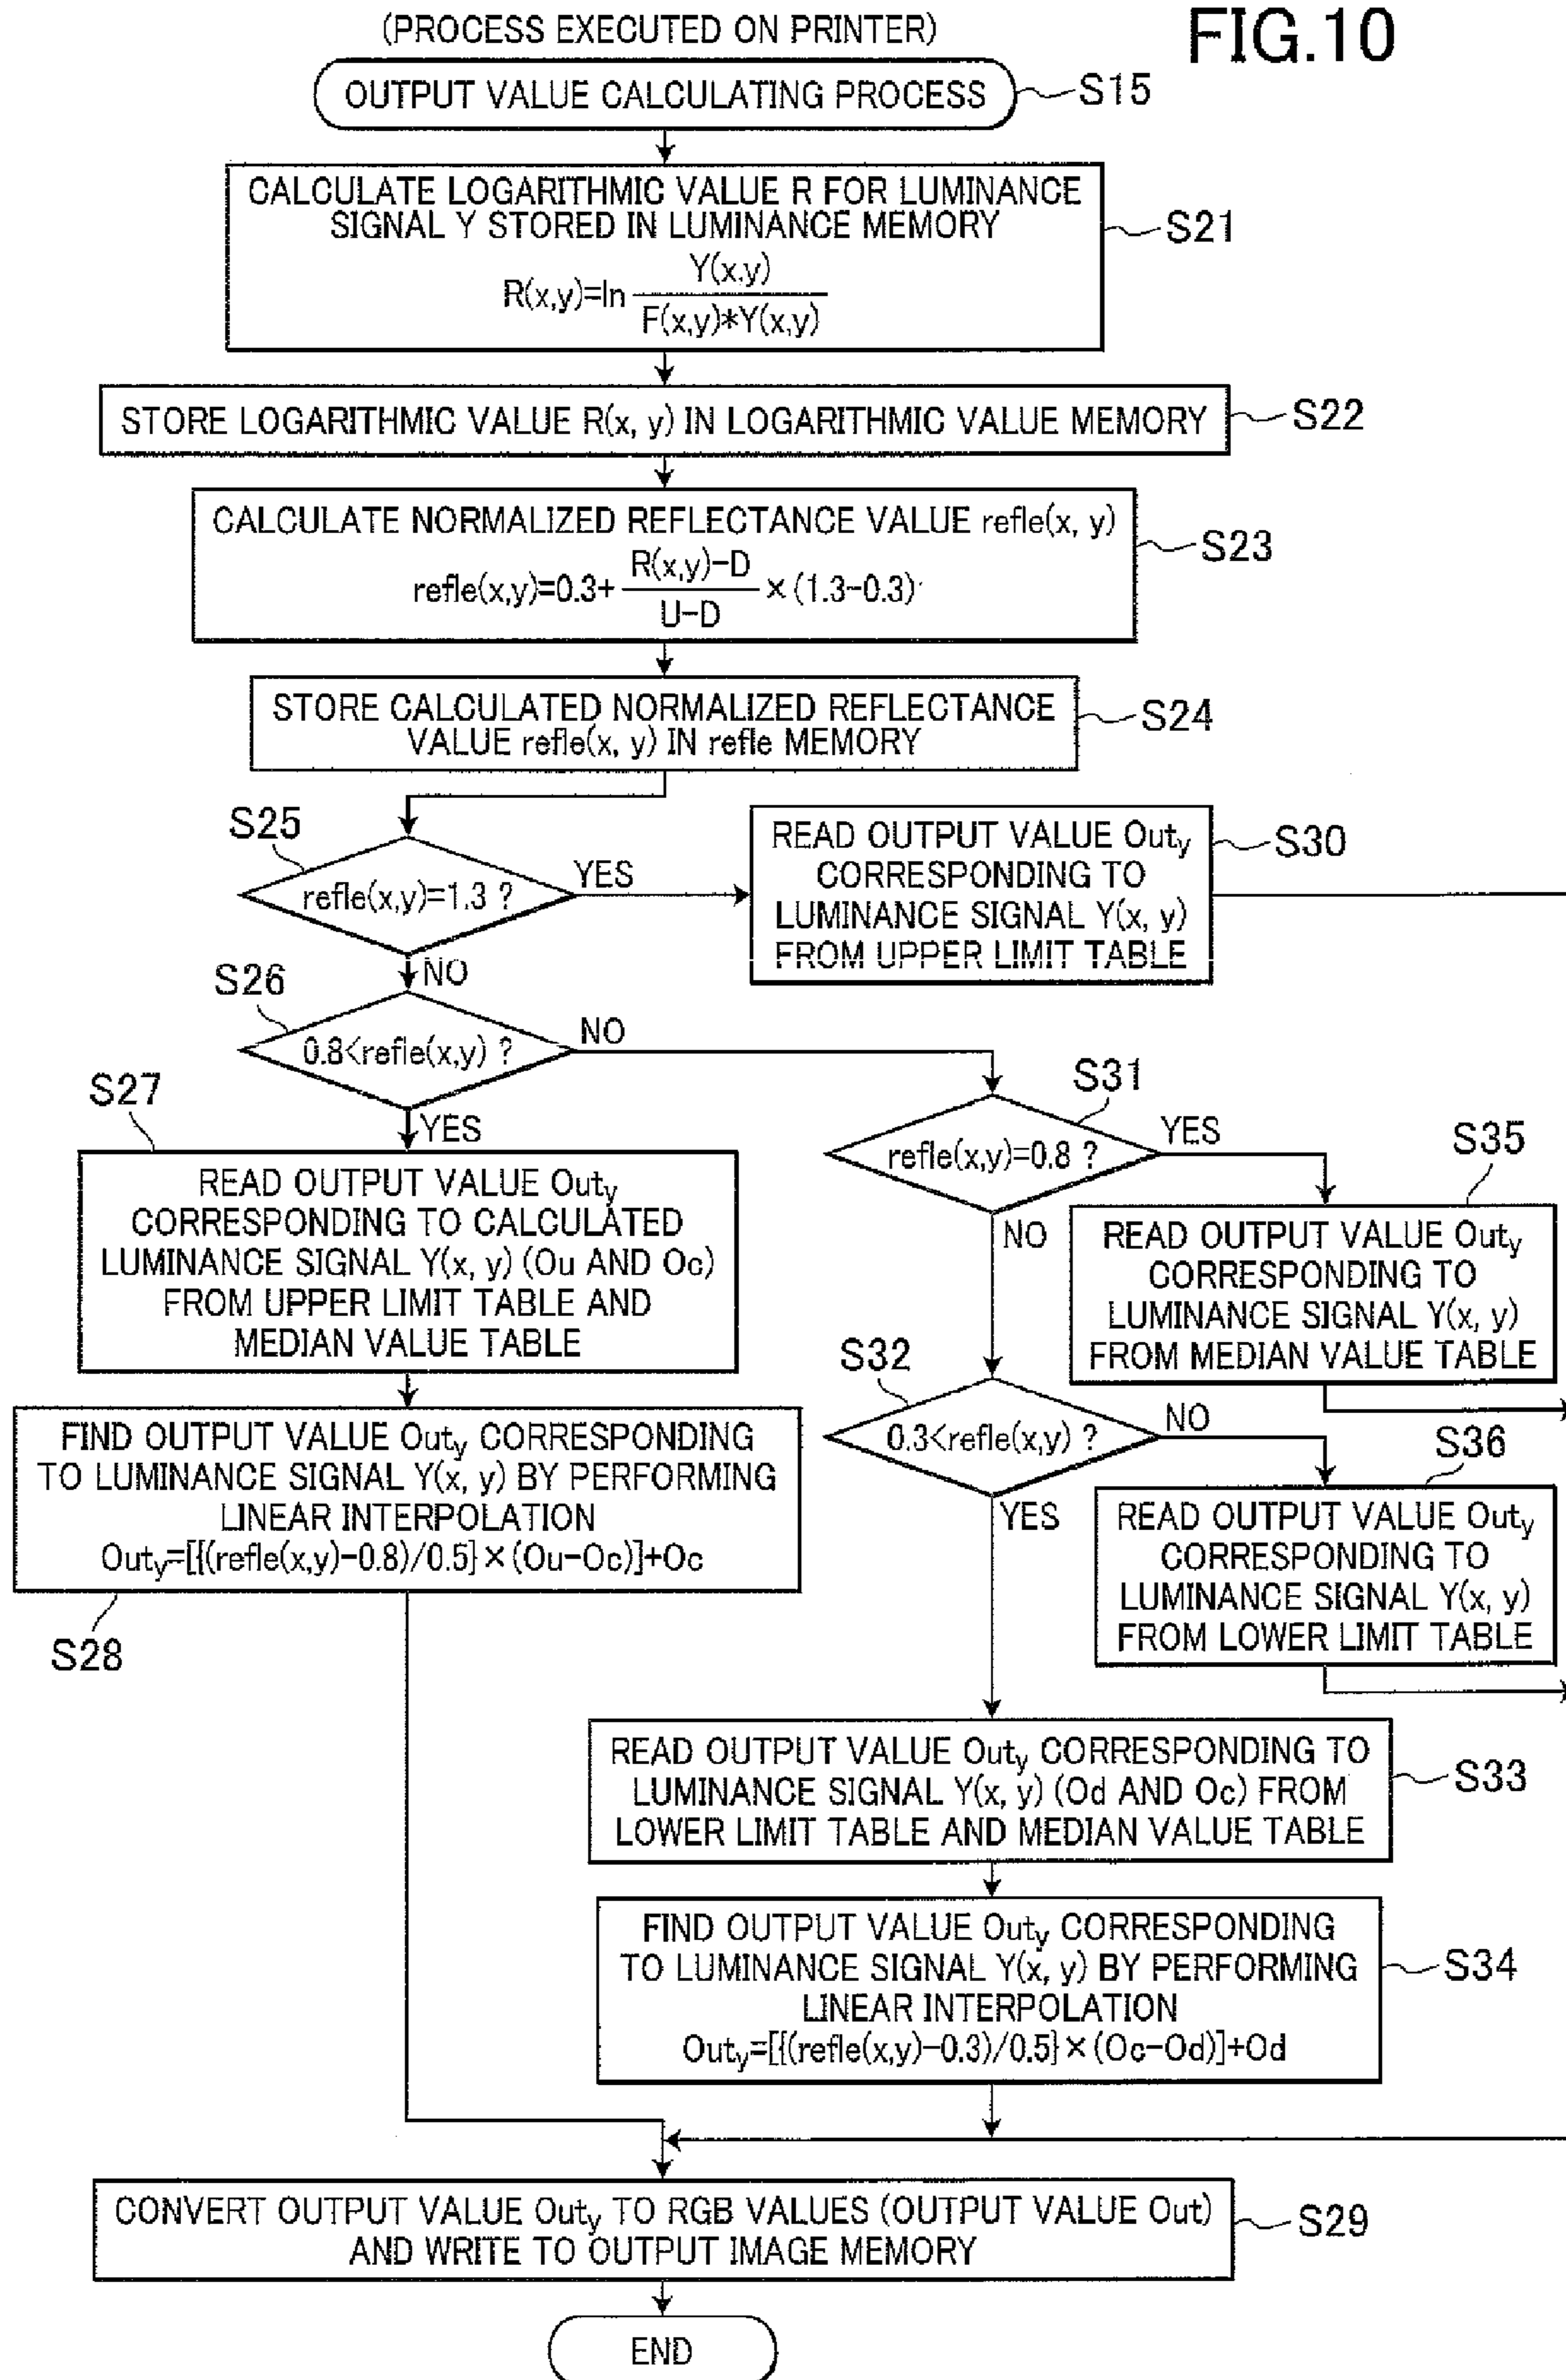 FIG.10
(PROCESS EXECUTED ON PRINTER)
OUTPUT VALUE CALCULATING PROCESS
S15
CALCULATE LOGARITHMIC VALUE R FOR LUMINANCE
SIGNAL Y STORED IN LUMINANCE MEMORY
R(x,y)=ln Y(x,y) / F(x,y)*Y(x,y)
S21
STORE LOGARITHMIC VALUE R(x, y) IN LOGARITHMIC VALUE MEMORY
S22
CALCULATE NORMALIZED REFLECTANCE VALUE refle(x, y)
refle(x,y)=0.3+ R(x,y)-D / U-D ×(1.3-0.3)
S23
STORE CALCULATED NORMALIZED REFLECTANCE
VALUE refle(x, y) IN refle MEMORY
S24
S25
refle(x,y)=1.3 ?
YES
NO
READ OUTPUT VALUE Outy
CORRESPONDING TO
LUMINANCE SIGNAL Y(x, y)
FROM UPPER LIMIT TABLE
S30
S26
0.8<refle(x,y) ?
NO
YES
S27
READ OUTPUT VALUE Outy
CORRESPONDING TO CALCULATED
LUMINANCE SIGNAL Y(x, y) (Ou AND Oc)
FROM UPPER LIMIT TABLE AND
MEDIAN VALUE TABLE
FIND OUTPUT VALUE Outy CORRESPONDING
TO LUMINANCE SIGNAL Y(x, y) BY PERFORMING
LINEAR INTERPOLATION
Outy=[{(refle(x,y)-0.8)/0.5}×(Ou-Oc)]+Oc
S28
S31
refle(x,y)=0.8 ?
YES
NO
S35
READ OUTPUT VALUE Outy
CORRESPONDING TO
LUMINANCE SIGNAL Y(x, y)
FROM MEDIAN VALUE TABLE
S32
0.3<refle(x,y) ?
NO
YES
S36
READ OUTPUT VALUE Outy
CORRESPONDING TO
LUMINANCE SIGNAL Y(x, y)
FROM LOWER LIMIT TABLE
READ OUTPUT VALUE Outy CORRESPONDING TO
LUMINANCE SIGNAL Y(x, y) (Od AND Oc) FROM
LOWER LIMIT TABLE AND MEDIAN VALUE TABLE
S33
FIND OUTPUT VALUE Outy CORRESPONDING
TO LUMINANCE SIGNAL Y(x, y) BY PERFORMING
LINEAR INTERPOLATION
Outy=[{(refle(x,y)-0.3)/0.5}×(Oc-Od)]+Od
S34
CONVERT OUTPUT VALUE Outy TO RGB VALUES (OUTPUT VALUE Out)
AND WRITE TO OUTPUT IMAGE MEMORY
S29
END